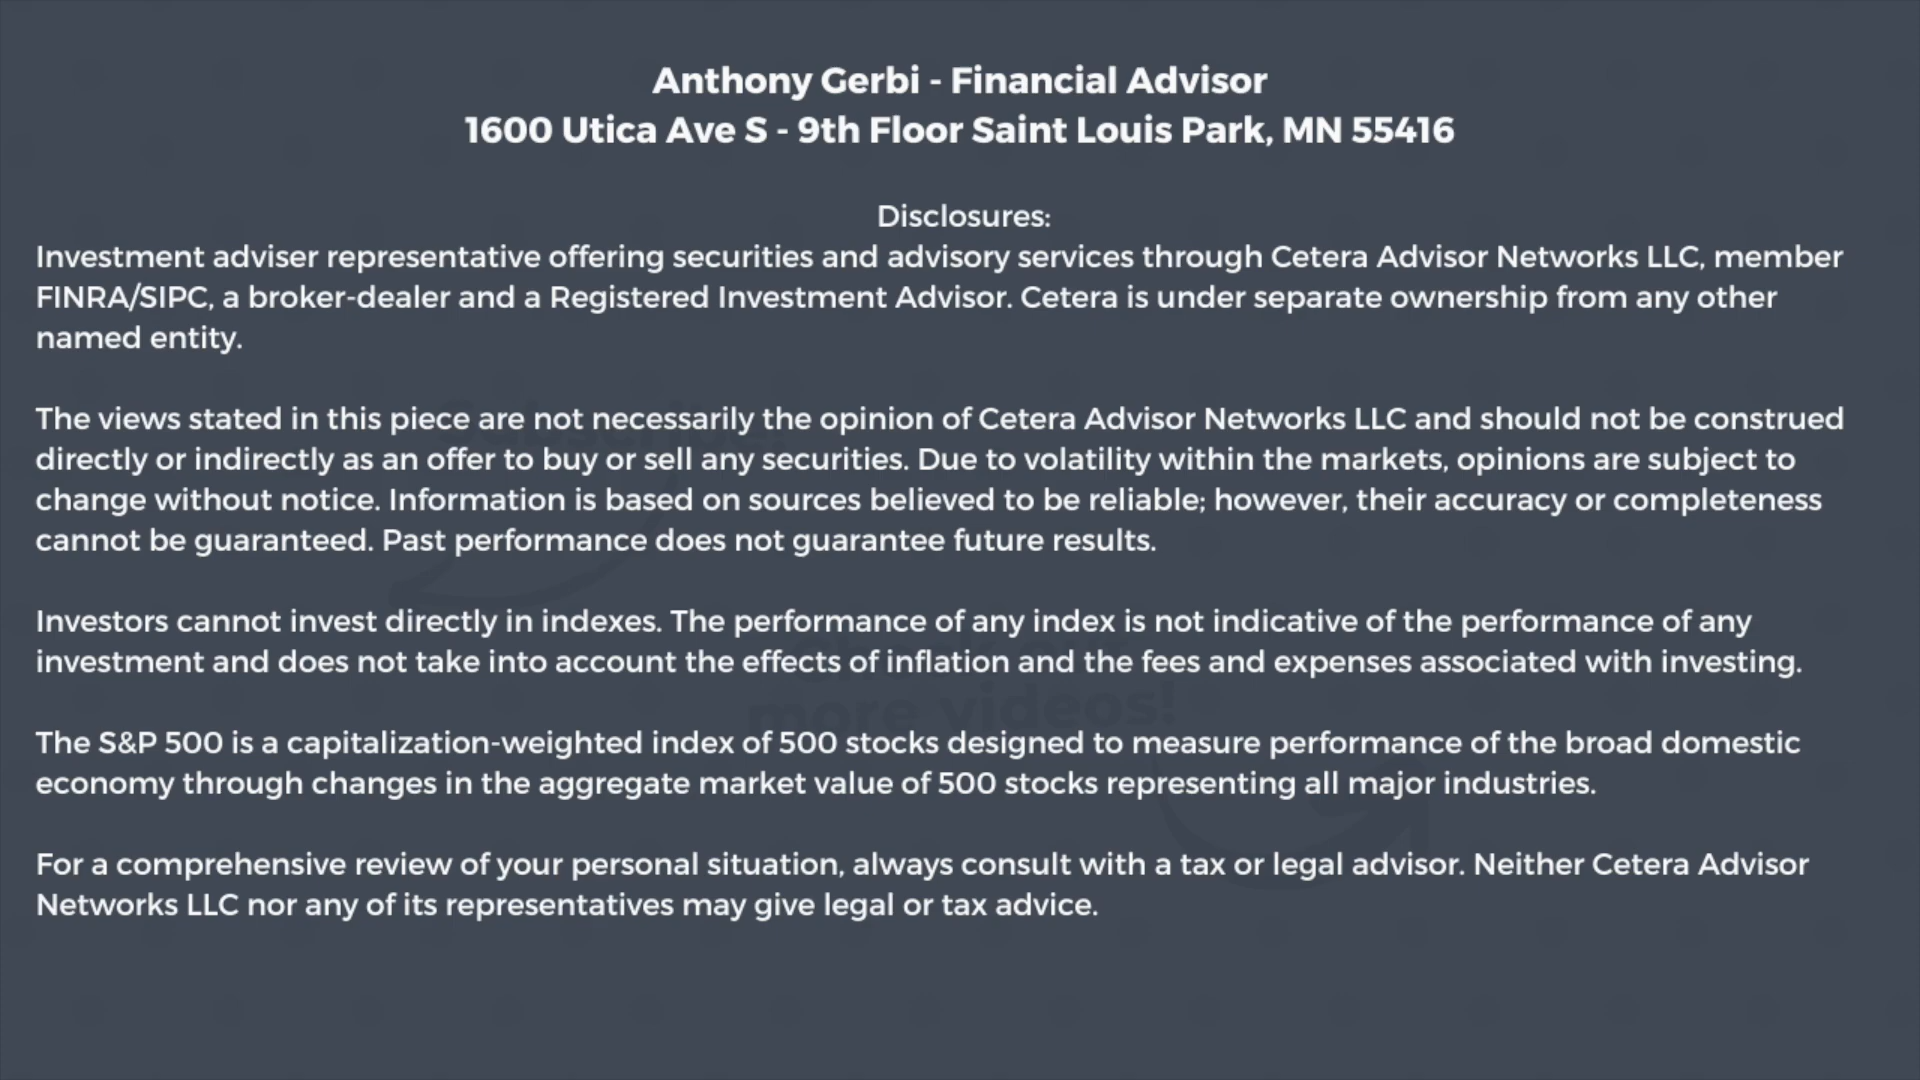 Anthony Gerbi - Financial Advisor
1600 Utica Ave S - 9th Floor Saint Louis Park, MN 55416
Disclosures:
Investment adviser representative offering securities and advisory services through Cetera Advisor Networks LLC, member
FINRA/SIPC, a broker-dealer and a Registered Investment Advisor. Cetera is under separate ownership from any other
named entity.
The views stated in this piece are not necessarily the opinion of Cetera Advisor Networks LLC and should not be construed
directly or indirectly as an offer to buy or sell any securities. Due to volatility within the markets, opinions are subject to
change without notice. Information is based on sources believed to be reliable; however, their accuracy or completeness
cannot be guaranteed. Past performance does not guarantee future results.
Investors cannot invest directly in indexes. The performance of any index is not indicative of the performance of any
investment and does not take into account the effects of inflation and the fees and expenses associated with investing.
more videos!
The S&P 500 is a capitalization-weighted index of 500 stocks designed to measure performance of the broad domestic
economy through changes in the aggregate market value of 500 stocks representing all major industries.
For a comprehensive review of your personal situation, always consult with a tax or legal advisor. Neither Cetera Advisor
Networks LLC nor any of its representatives may give legal or tax advice.